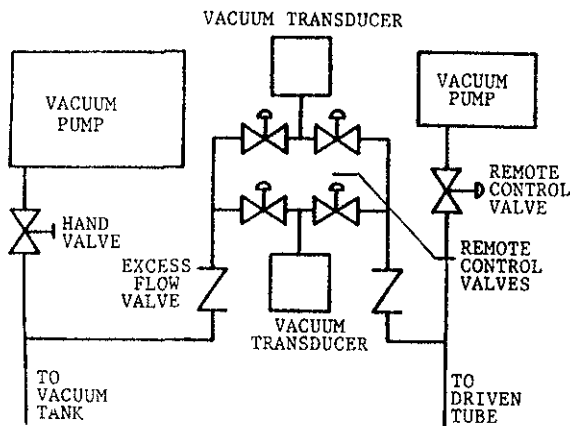 VACUUM TRANSDUCER
VACUUM
PUMP
VACUUM
PUMP
HAND
VALVE
REMOTE
CONTROL
VALVE
EXCESS
FLOW
VALVE
REMOTE
CONTROL
VALVES
VACUUM
TRANSDUCER
TO
VACUUM
TANK
TO
DRIVEN
TUBE